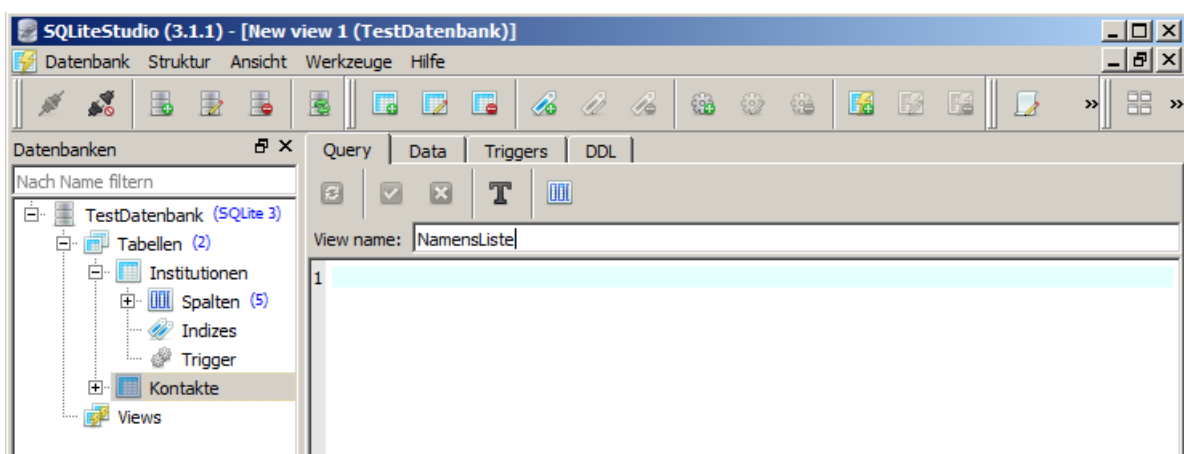 SQLiteStudio (3.1.1) - [New view 1 (TestDatenbank)]
Datenbank Struktur Ansicht Werkzeuge Hilfe
Datenbanken
Nach Name filtern
TestDatenbank (SQLite 3)
Tabellen (2)
Institutionen
Spalten (5)
Indizes
Trigger
Kontakte
Views
Query Data Triggers DDL
T
View name: NamensListe
1